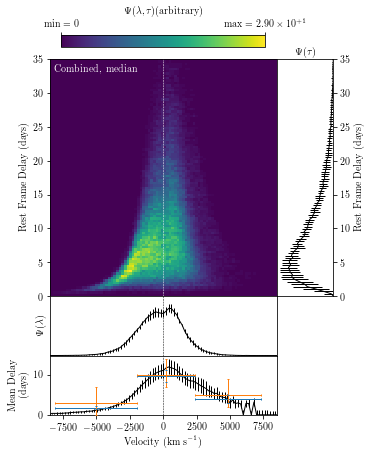 Ψ(λ, τ)(arbitrary)
min = 0
max = 2.90 × 10⁺¹
Ψ(τ)
Combined, median
35
30
25
20
15
10
5
0
Rest Frame Delay (days)
35
30
25
20
15
10
5
0
Rest Frame Delay (days)
Ψ(λ)
10
0
Mean Delay
(days)
−7500 −5000 −2500 0 2500 5000 7500
Velocity (km s⁻¹)